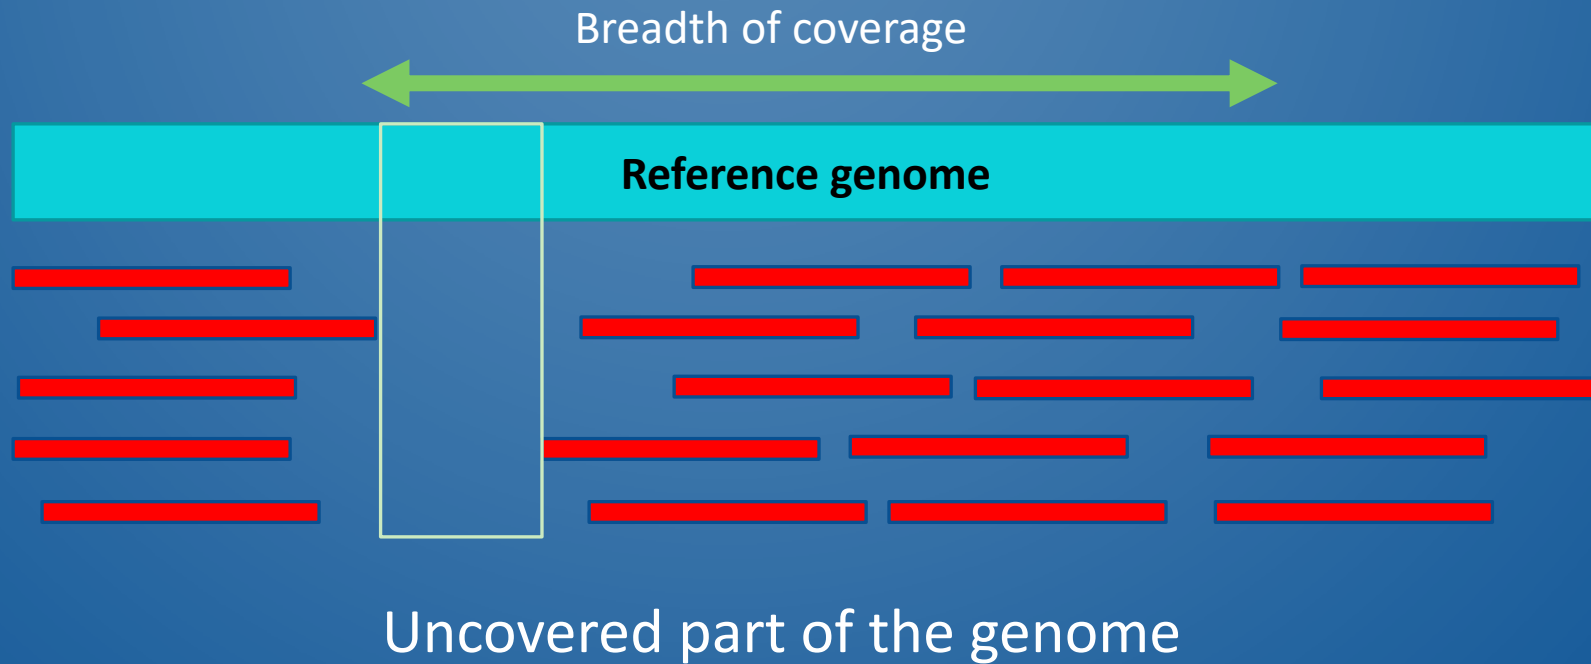 Breadth of coverage
Reference genome
Uncovered part of the genome